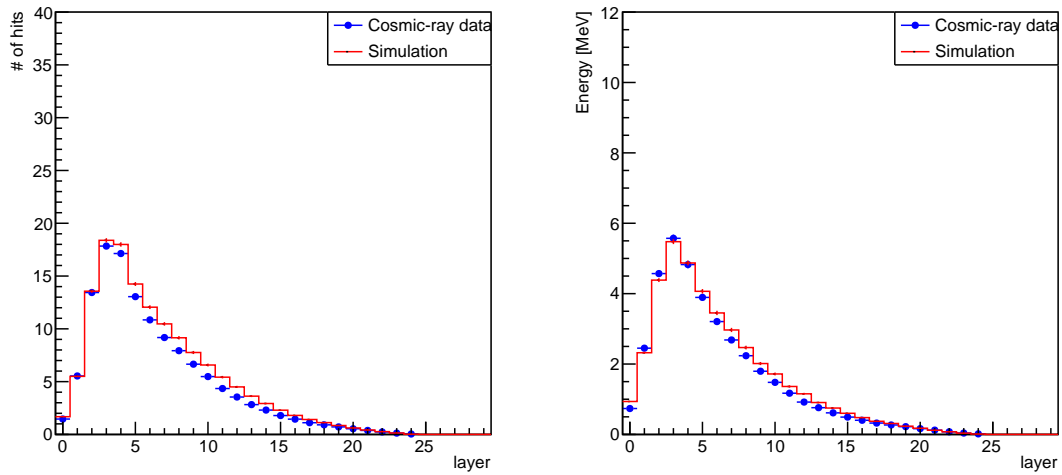 # of hits
40
35
30
25
20
15
10
5
0
Cosmic-ray data
Simulation
0 5 10 15 20 25
layer
Energy [MeV]
12
10
8
6
4
2
0
Cosmic-ray data
Simulation
0 5 10 15 20 25
layer